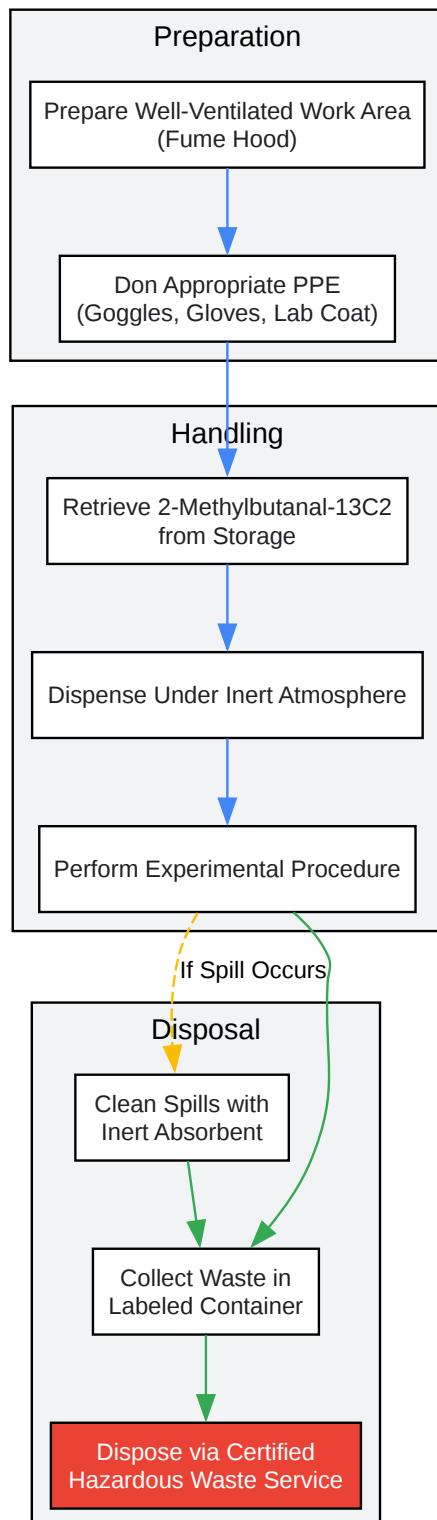 Preparation
Prepare Well-Ventilated Work Area
(Fume Hood)
Don Appropriate PPE
(Goggles, Gloves, Lab Coat)
Handling
Retrieve 2-Methylbutanal-13C2
from Storage
Dispense Under Inert Atmosphere
Perform Experimental Procedure
If Spill Occurs
Disposal
Clean Spills with
Inert Absorbent
Collect Waste in
Labeled Container
Dispose via Certified
Hazardous Waste Service